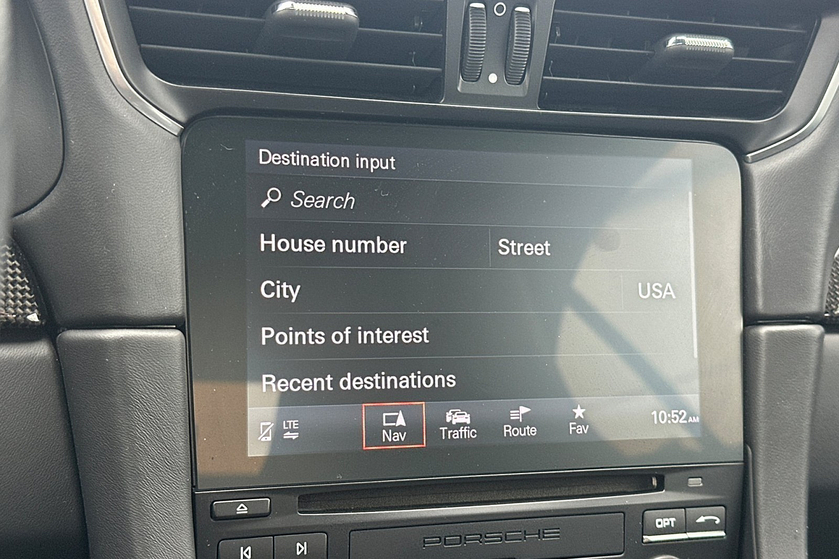 Destination input
Search
House number Street
City USA
Points of interest
Recent destinations
LTE Nav Traffic Route Fav 10:52AM
PORSCHE OPT